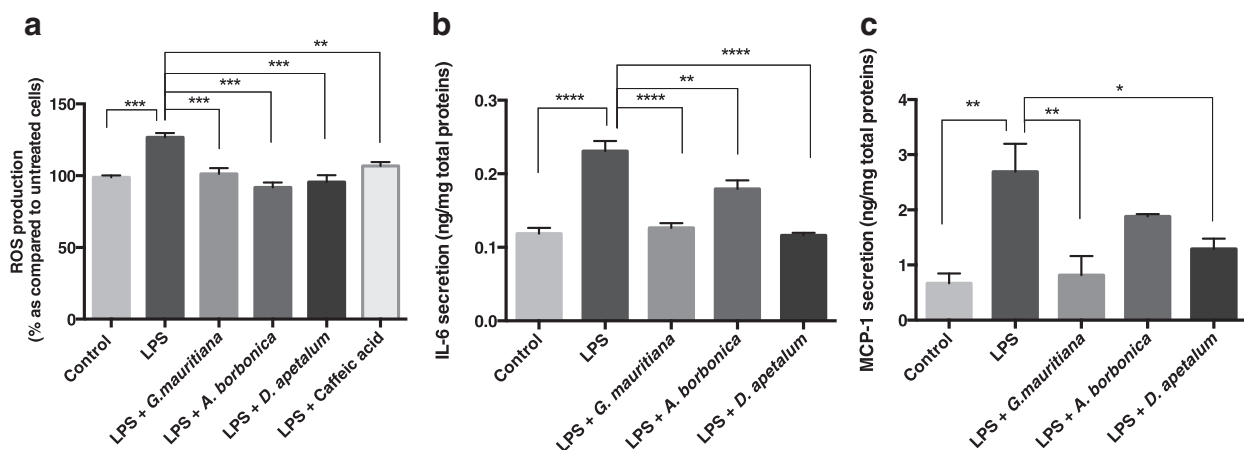 a
ROS production
(% as compared to untreated cells)
150
100
50
0
***
***
***
***
**
Control
LPS
LPS + G.mauritiana
LPS + A. borbonica
LPS + D. apetalum
LPS + Caffeic acid
b
IL-6 secretion (ng/mg total proteins)
0.3
0.2
0.1
0.0
****
****
**
****
Control
LPS
LPS + G. mauritiana
LPS + A. borbonica
LPS + D. apetalum
c
MCP-1 secretion (ng/mg total proteins)
4
3
2
1
0
**
**
*
Control
LPS
LPS + G.mauritiana
LPS + A. borbonica
LPS + D. apetalum